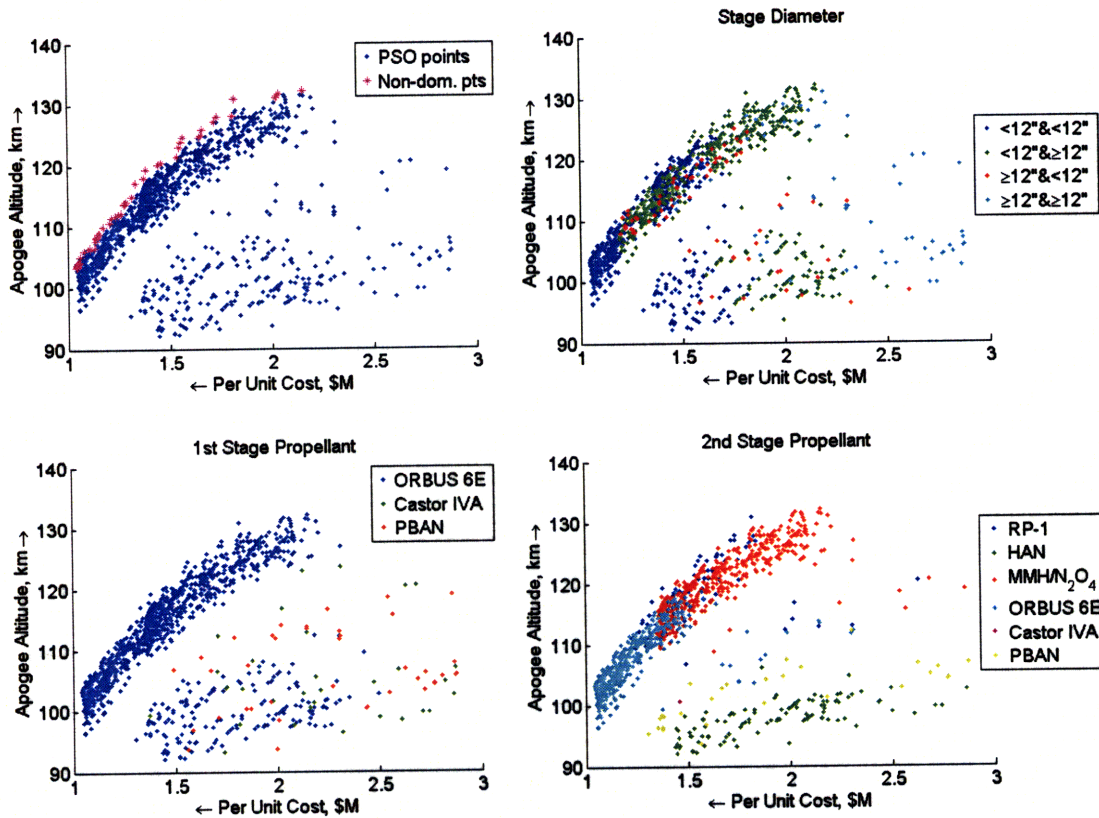 140
130
120
110
100
90
Apogee Altitude, km →
1
1.5
2
2.5
3
← Per Unit Cost, $M
PSO points
Non-dom. pts
Stage Diameter
140
130
120
110
100
90
Apogee Altitude, km →
1
1.5
2
2.5
3
← Per Unit Cost, $M
<12"&<12"
<12"&≥12"
≥12"&<12"
≥12"&≥12"
1st Stage Propellant
140
130
120
110
100
90
Apogee Altitude, km →
1
1.5
2
2.5
3
← Per Unit Cost, $M
ORBUS 6E
Castor IVA
PBAN
2nd Stage Propellant
140
130
120
110
100
90
Apogee Altitude, km →
1
1.5
2
2.5
3
← Per Unit Cost, $M
RP-1
HAN
MMH/N₂O₄
ORBUS 6E
Castor IVA
PBAN